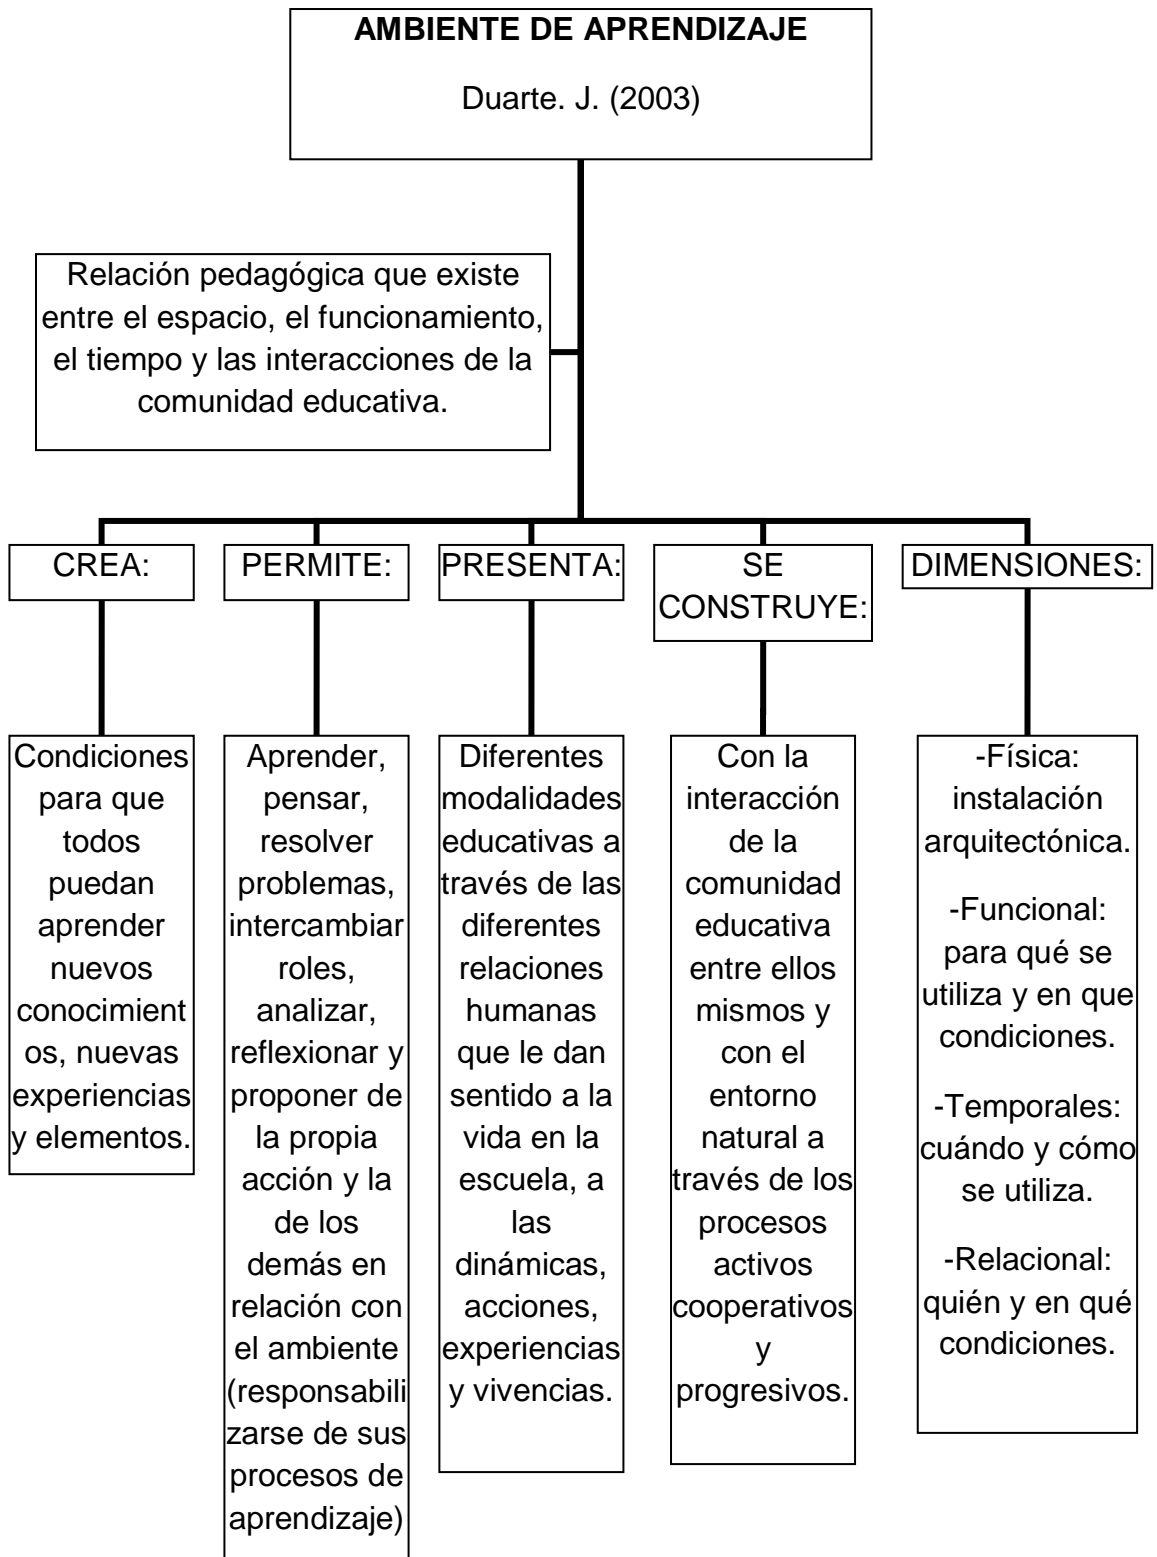 AMBIENTE DE APRENDIZAJE
Duarte. J. (2003)
Relación pedagógica que existe
entre el espacio, el funcionamiento,
el tiempo y las interacciones de la
comunidad educativa.
CREA:
PERMITE:
PRESENTA:
SE
CONSTRUYE:
DIMENSIONES:
Condiciones
para que
todos
puedan
aprender
nuevos
conocimient
os, nuevas
experiencias
y elementos.
Aprender,
pensar,
resolver
problemas,
intercambiar
roles,
analizar,
reflexionar y
proponer de
la propia
acción y la
de los
demás en
relación con
el ambiente
(responsabili
zarse de sus
procesos de
aprendizaje)
Diferentes
modalidades
educativas a
través de las
diferentes
relaciones
humanas
que le dan
sentido a la
vida en la
escuela, a
las
dinámicas,
acciones,
experiencias
y vivencias.
Con la
interacción
de la
comunidad
educativa
entre ellos
mismos y
con el
entorno
natural a
través de los
procesos
activos
cooperativos
y
progresivos.
-Física:
instalación
arquitectónica.
-Funcional:
para qué se
utiliza y en que
condiciones.
-Temporales:
cuándo y cómo
se utiliza.
-Relacional:
quién y en qué
condiciones.